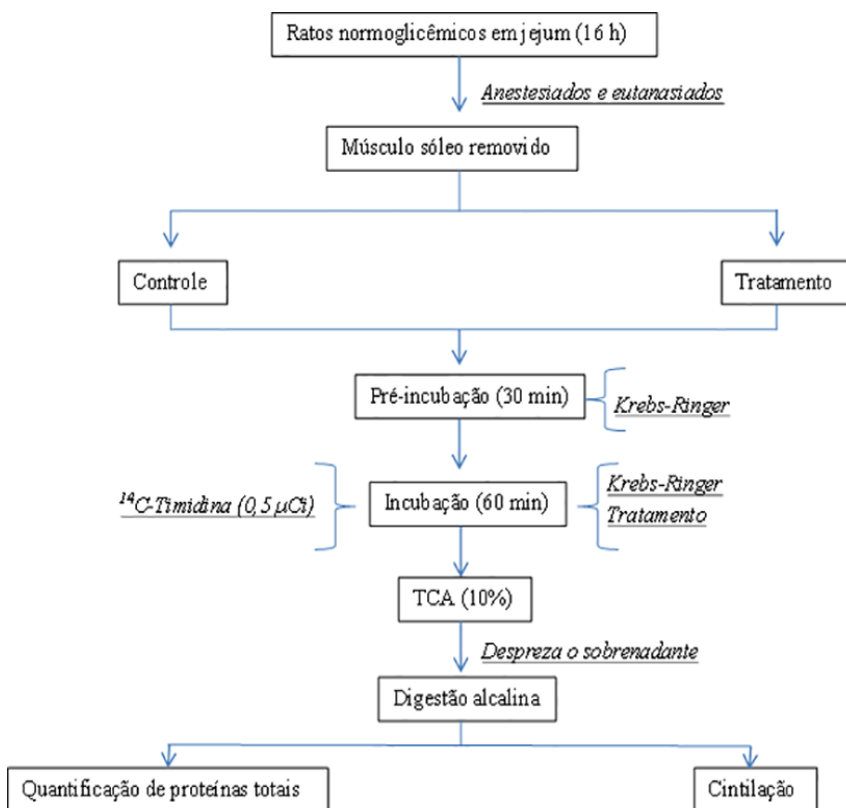 Ratos normoglicêmicos em jejum (16 h)
Anestesiados e eutanasiados
Músculo sóleo removido
Controle
Tratamento
Pré-incubação (30 min)
Krebs-Ringer
¹⁴C-Timidina (0,5 µCi)
Incubação (60 min)
Krebs-Ringer
Tratamento
TCA (10%)
Despreza o sobrenadante
Digestão alcalina
Quantificação de proteínas totais
Cintilação